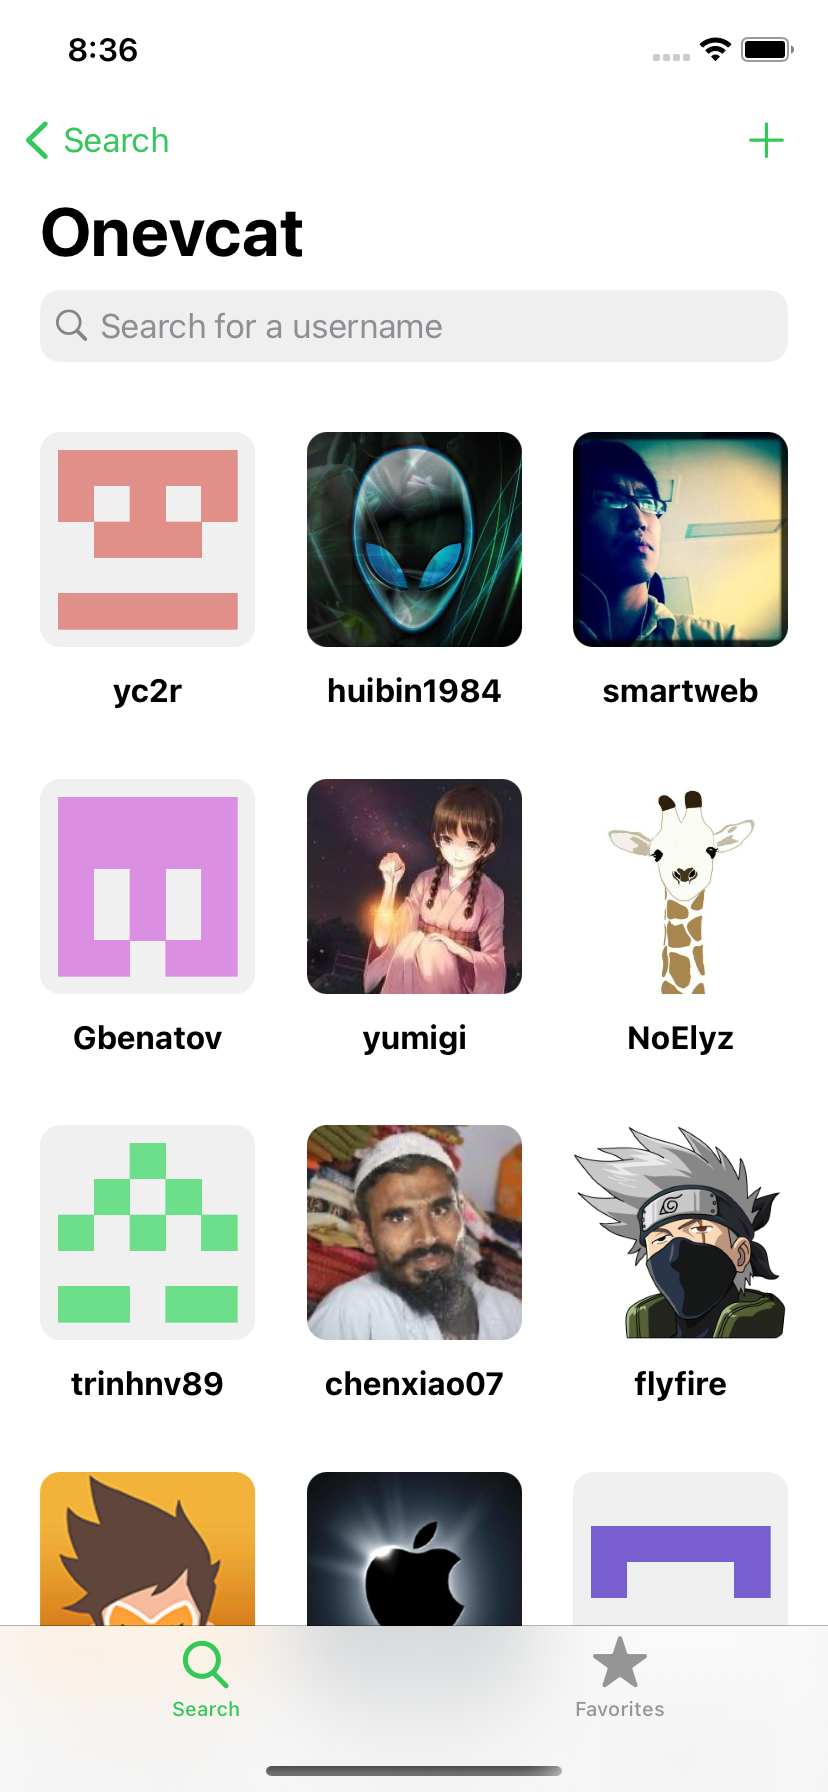 8:36
Search
Onevcat
Search for a username
yc2r huibin1984 smartweb
Gbenatov yumigi NoElyz
trinhnv89 chenxiao07 flyfire
Search Favorites